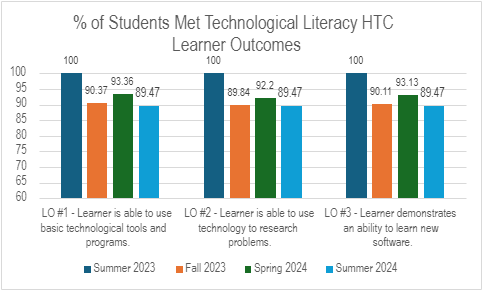 % of Students Met Technological Literacy HTC
Learner Outcomes
100 100 100
100
95
90
85
80
75
70
65
60
90.37 93.36 89.47
89.84 92.2 89.47
90.11 93.13 89.47
LO #1 - Learner is able to use
basic technological tools and
programs.
LO #2 - Learner is able to use
technology to research
problems.
LO #3 - Learner demonstrates
an ability to learn new
software.
Summer 2023 Fall 2023 Spring 2024 Summer 2024